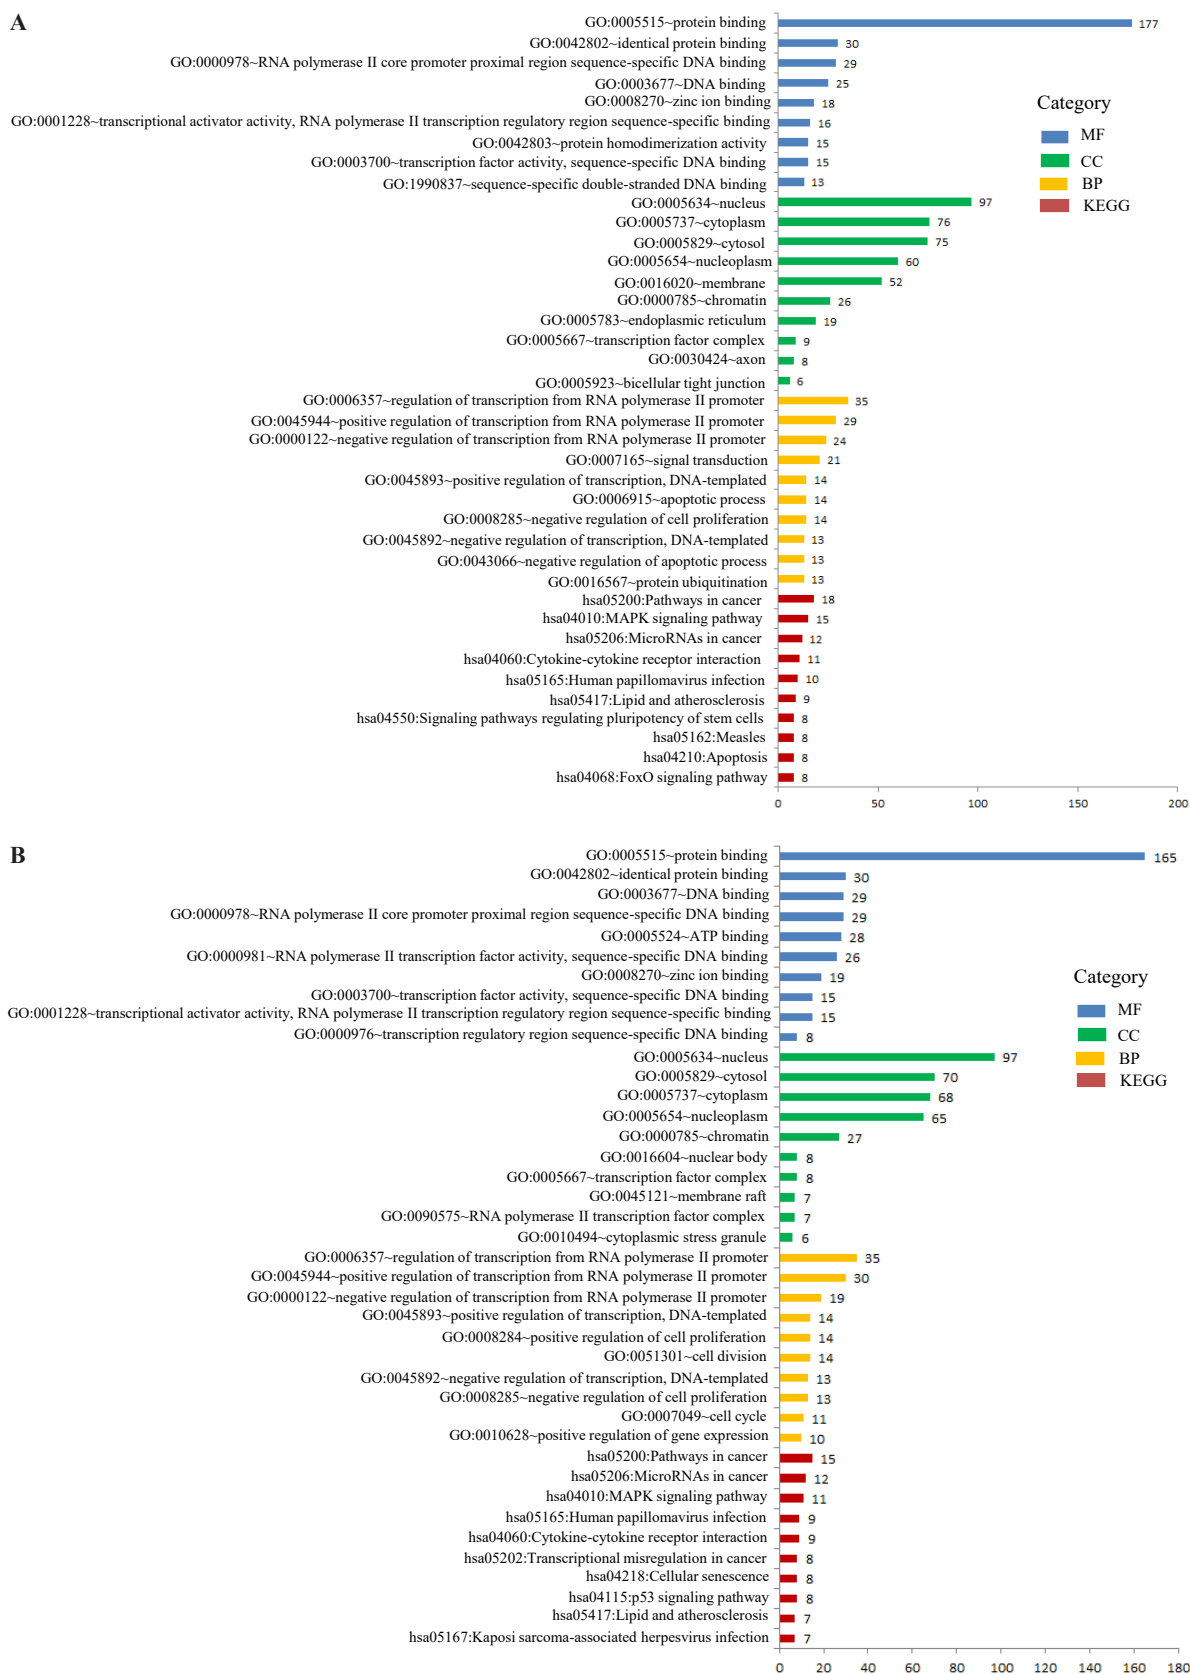 A
GO:0005515~protein binding 177
GO:0042802~identical protein binding 30
GO:0000978~RNA polymerase II core promoter proximal region sequence-specific DNA binding 29
GO:0003677~DNA binding 25
GO:0008270~zinc ion binding 18
GO:0001228~transcriptional activator activity, RNA polymerase II transcription regulatory region sequence-specific binding 16
GO:0042803~protein homodimerization activity 15
GO:0003700~transcription factor activity, sequence-specific DNA binding 15
GO:1990837~sequence-specific double-stranded DNA binding 13
GO:0005634~nucleus 97
GO:0005737~cytoplasm 76
GO:0005829~cytosol 75
GO:0005654~nucleoplasm 60
GO:0016020~membrane 52
GO:0000785~chromatin 26
GO:0005783~endoplasmic reticulum 19
GO:0005667~transcription factor complex 9
GO:0030424~axon 8
GO:0005923~bicellular tight junction 6
GO:0006357~regulation of transcription from RNA polymerase II promoter 35
GO:0045944~positive regulation of transcription from RNA polymerase II promoter 29
GO:0000122~negative regulation of transcription from RNA polymerase II promoter 24
GO:0007165~signal transduction 21
GO:0045893~positive regulation of transcription, DNA-templated 14
GO:0006915~apoptotic process 14
GO:0008285~negative regulation of cell proliferation 14
GO:0045892~negative regulation of transcription, DNA-templated 13
GO:0043066~negative regulation of apoptotic process 13
GO:0016567~protein ubiquitination 13
hsa05200:Pathways in cancer 18
hsa04010:MAPK signaling pathway 15
hsa05206:MicroRNAs in cancer 12
hsa04060:Cytokine-cytokine receptor interaction 11
hsa05165:Human papillomavirus infection 10
hsa05417:Lipid and atherosclerosis 9
hsa04550:Signaling pathways regulating pluripotency of stem cells 8
hsa05162:Measles 8
hsa04210:Apoptosis 8
hsa04068:FoxO signaling pathway 8
0 50 100 150 200
Category
MF
CC
BP
KEGG
B
GO:0005515~protein binding 165
GO:0042802~identical protein binding 30
GO:0003677~DNA binding 29
GO:0000978~RNA polymerase II core promoter proximal region sequence-specific DNA binding 29
GO:0005524~ATP binding 28
GO:0000981~RNA polymerase II transcription factor activity, sequence-specific DNA binding 26
GO:0008270~zinc ion binding 19
GO:0003700~transcription factor activity, sequence-specific DNA binding 15
GO:0001228~transcriptional activator activity, RNA polymerase II transcription regulatory region sequence-specific binding 15
GO:0000976~transcription regulatory region sequence-specific DNA binding 8
GO:0005634~nucleus 97
GO:0005829~cytosol 70
GO:0005737~cytoplasm 68
GO:0005654~nucleoplasm 65
GO:0000785~chromatin 27
GO:0016604~nuclear body 8
GO:0005667~transcription factor complex 8
GO:0045121~membrane raft 7
GO:0090575~RNA polymerase II transcription factor complex 7
GO:0010494~cytoplasmic stress granule 6
GO:0006357~regulation of transcription from RNA polymerase II promoter 35
GO:0045944~positive regulation of transcription from RNA polymerase II promoter 30
GO:0000122~negative regulation of transcription from RNA polymerase II promoter 19
GO:0045893~positive regulation of transcription, DNA-templated 14
GO:0008284~positive regulation of cell proliferation 14
GO:0051301~cell division 14
GO:0045892~negative regulation of transcription, DNA-templated 13
GO:0008285~negative regulation of cell proliferation 13
GO:0007049~cell cycle 11
GO:0010628~positive regulation of gene expression 10
hsa05200:Pathways in cancer 15
hsa05206:MicroRNAs in cancer 12
hsa04010:MAPK signaling pathway 11
hsa05165:Human papillomavirus infection 9
hsa04060:Cytokine-cytokine receptor interaction 9
hsa05202:Transcriptional misregulation in cancer 8
hsa04218:Cellular senescence 8
hsa04115:p53 signaling pathway 8
hsa05417:Lipid and atherosclerosis 7
hsa05167:Kaposi sarcoma-associated herpesvirus infection 7
0 20 40 60 80 100 120 140 160 180
Category
MF
CC
BP
KEGG